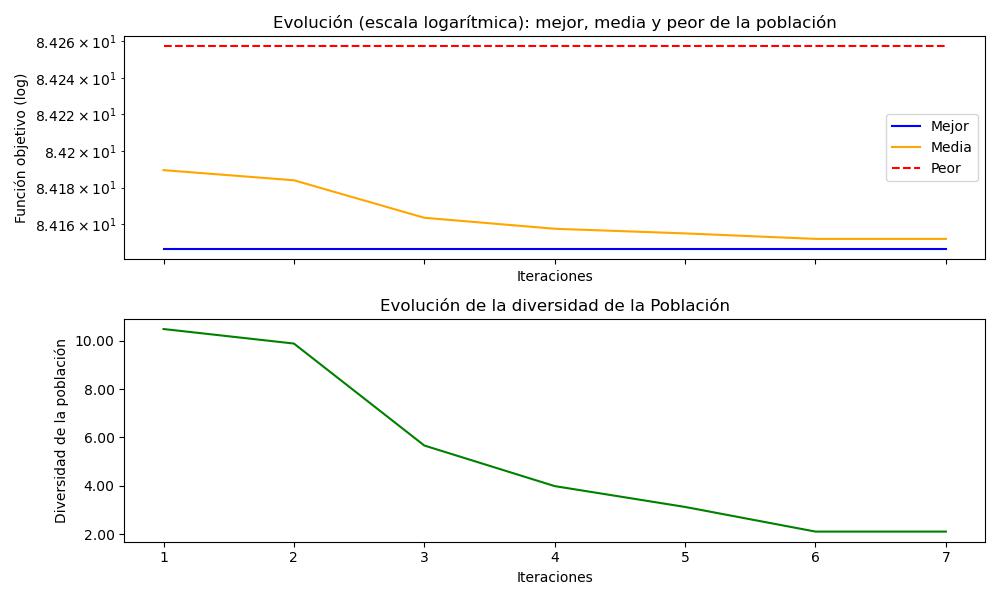 Evolución (escala logarítmica): mejor, media y peor de la población
Función objetivo (log)
8.426 × 10¹
8.424 × 10¹
8.422 × 10¹
8.42 × 10¹
8.418 × 10¹
8.416 × 10¹
Mejor
Media
Peor
Iteraciones
Evolución de la diversidad de la Población
Diversidad de la población
10.00
8.00
6.00
4.00
2.00
1 2 3 4 5 6 7
Iteraciones